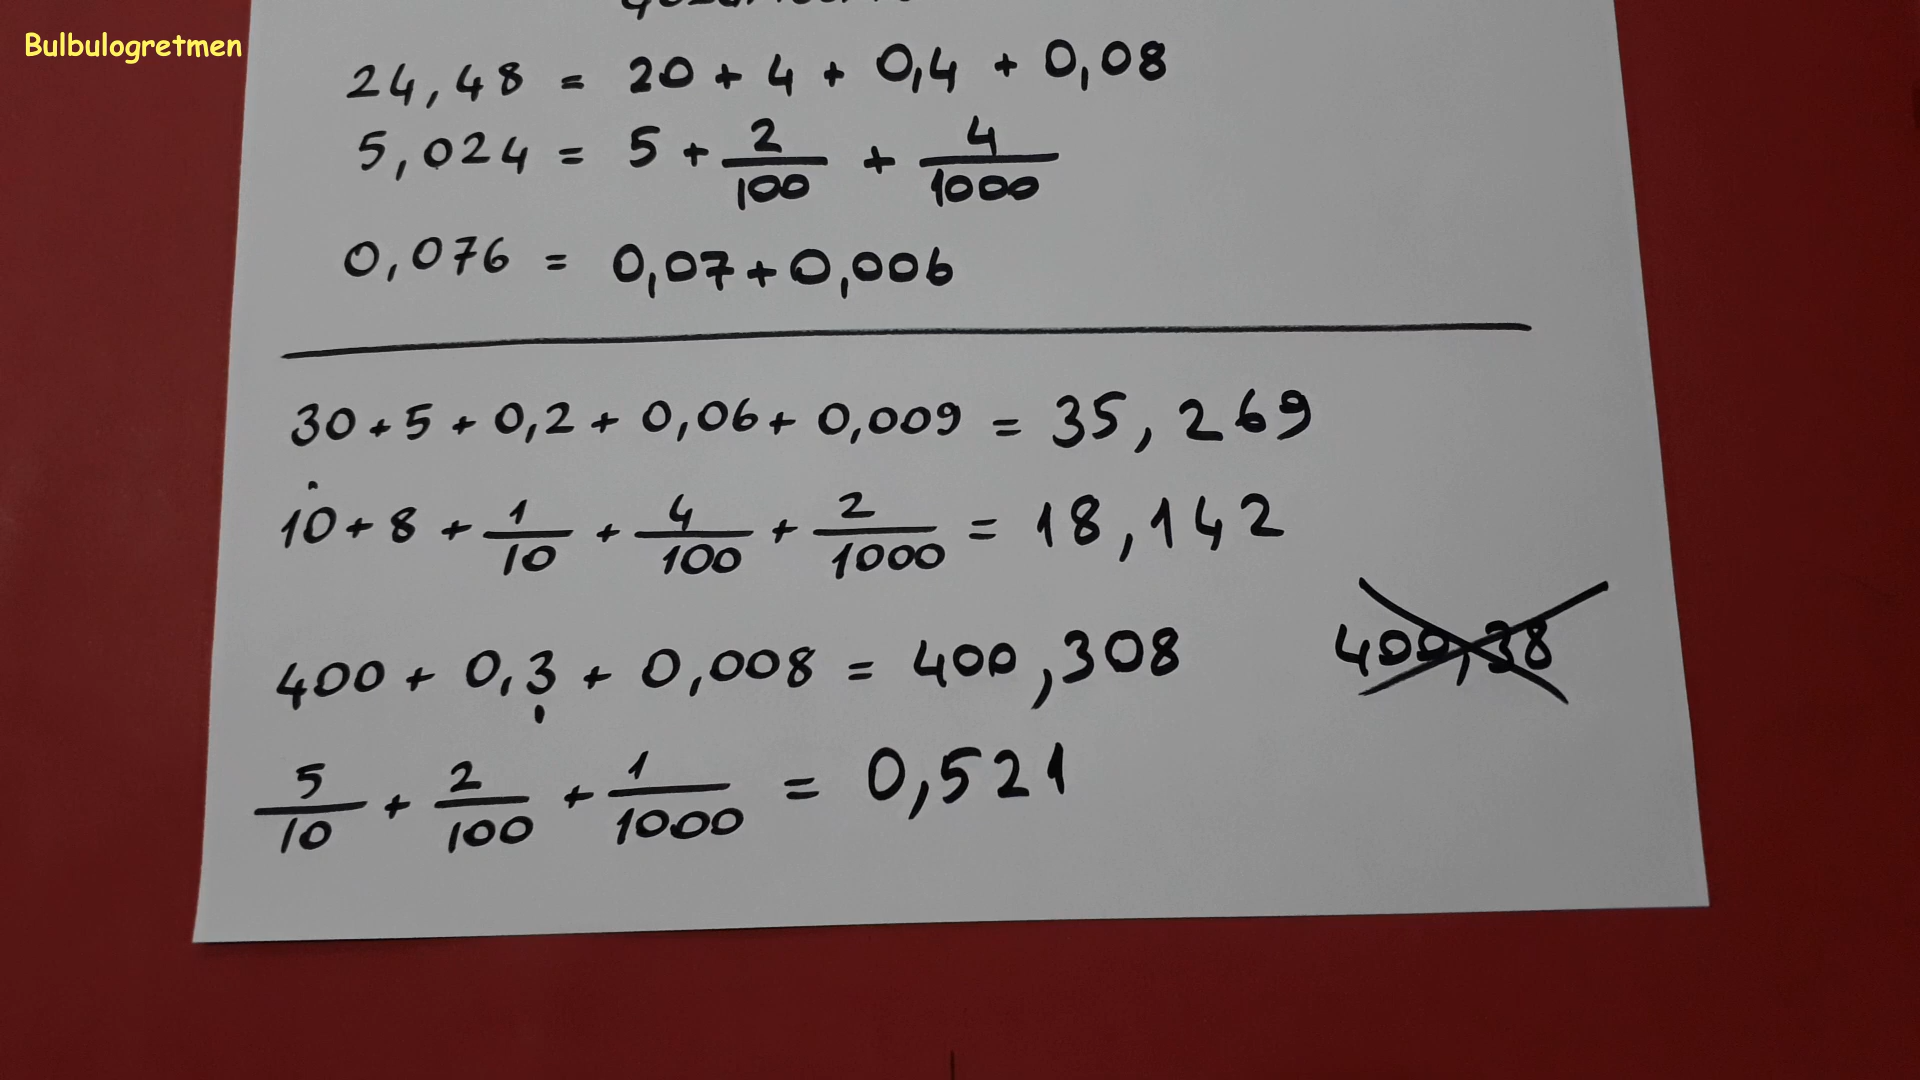 Bulbulogretmen
24,48 = 20 + 4 + 0,4 + 0,08
5,024 = 5 + 2/100 + 4/1000
0,076 = 0,07 + 0,006
30 + 5 + 0,2 + 0,06 + 0,009 = 35,269
10 + 8 + 1/10 + 4/100 + 2/1000 = 18,142
400 + 0,3 + 0,008 = 400,308 400,38
5/10 + 2/100 + 1/1000 = 0,521